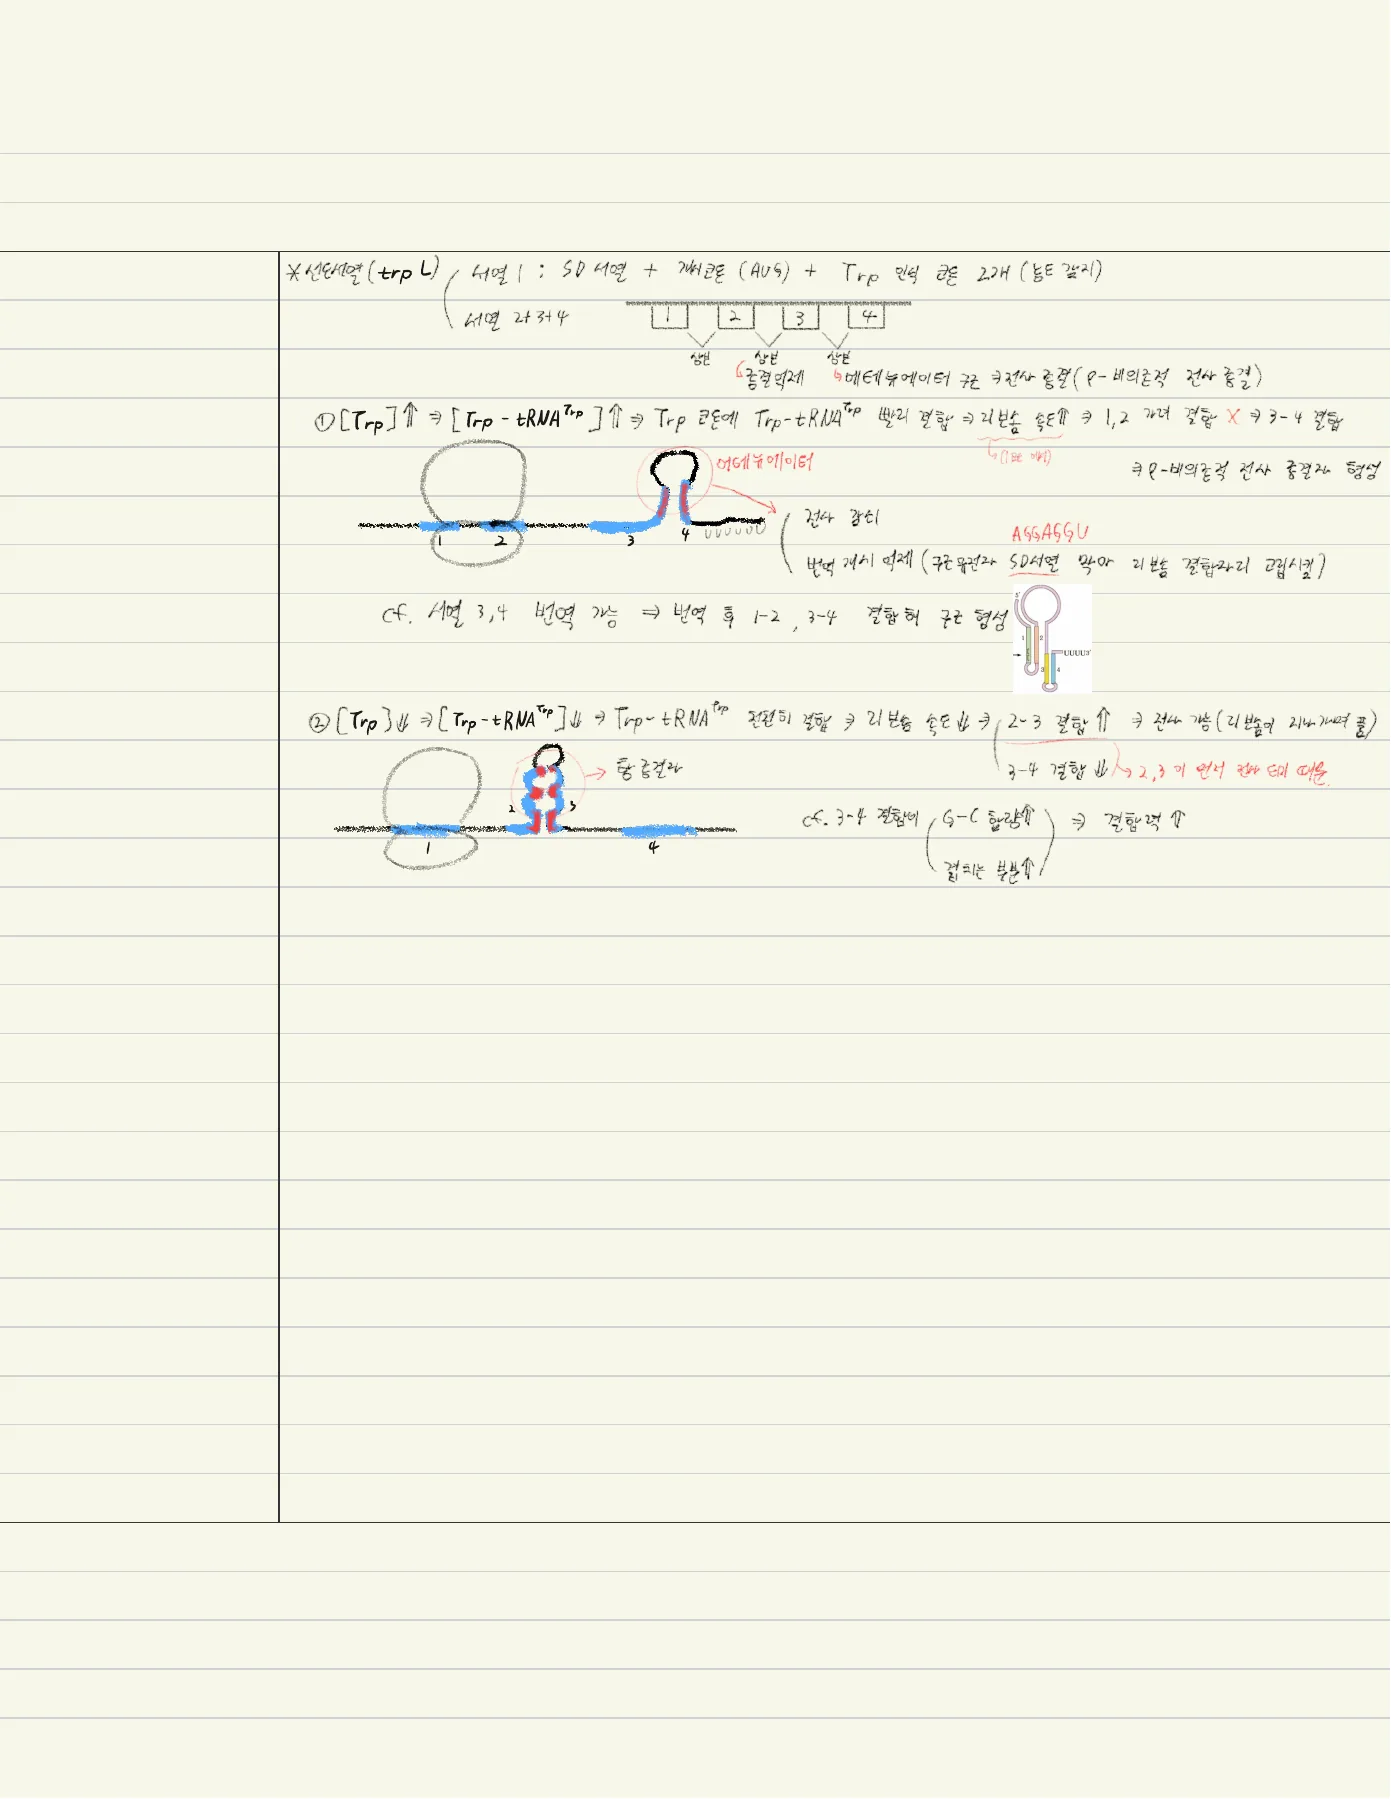 *선도서열(trp L) 서열 1 : SD 서열 + 개시코돈 (AUG) + Trp 인식 코돈 2개 (농도 감지)
서열 2+3+4
1 2 3 4
상보 상보 상보
종결억제 어테뉴에이터 구조 ⇒ 전사 종결 (ρ-비의존적 전사 종결)
① [Trp]⇑ ⇒ [Trp-tRNA^Trp]⇑ ⇒ Trp 코돈에 Trp-tRNA^Trp 빨리 결합 ⇒ 리보솜 속도⇑ ⇒ 1,2 가려 결합 X ⇒ 3-4 결합
⇒ ρ-비의존적 전사 종결자 형성
어테뉴에이터
1 2 3 4 UUUUUU
전사 감쇠
AGGAGGU
번역 개시 억제 (구조유전자 SD서열 막아 리보솜 결합자리 고립시킴)
cf. 서열 3,4 번역 가능 ⇒ 번역 후 1-2, 3-4 결합해 구조 형성
5' 1 2 3 4 UUUU3'
② [Trp]⇓ ⇒ [Trp-tRNA^Trp]⇓ ⇒ Trp-tRNA^Trp 천천히 결합 ⇒ 리보솜 속도⇓ ⇒ 2-3 결합⇑ ⇒ 전사 가능 (리보솜이 지나가며 풂)
3-4 결합⇓ → 2,3이 먼저 전사 되기 때문.
항종결자
2 3
1 4
cf. 3-4 결합이 G-C 함량⇑ ⇒ 결합력⇑
겹치는 부분⇑